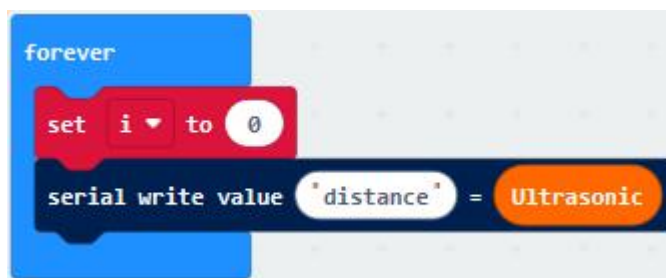 forever
set i to 0
serial write value "distance" = Ultrasonic